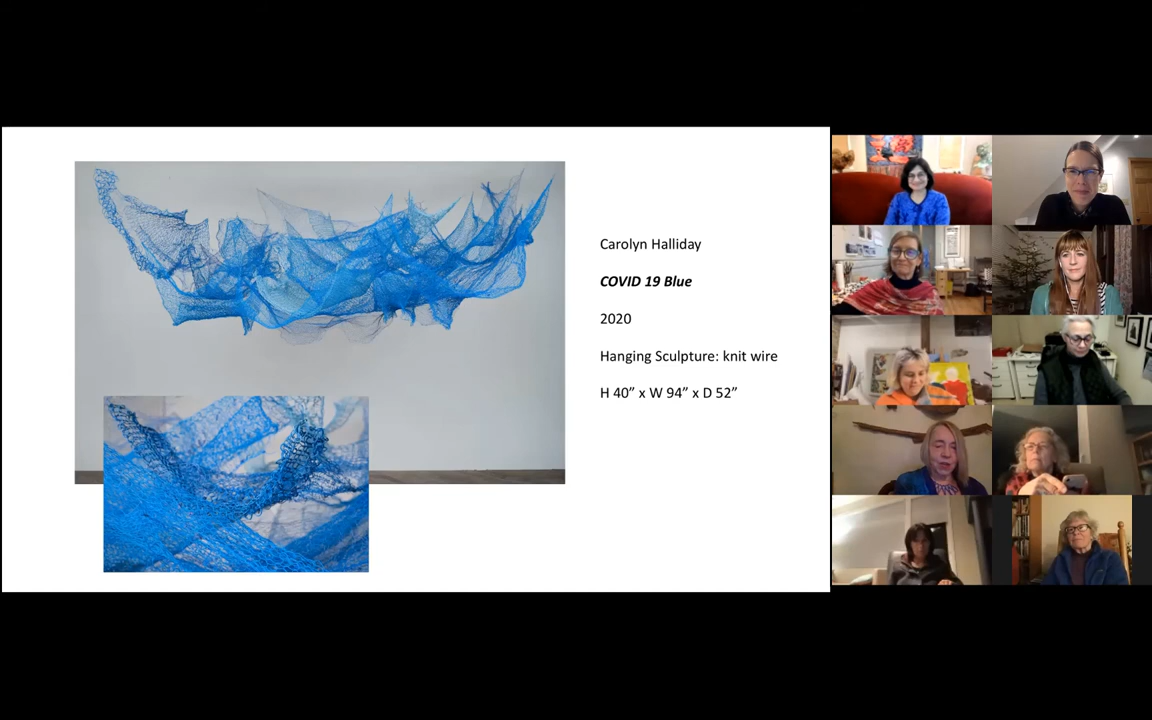 Carolyn Halliday
COVID 19 Blue
2020
Hanging Sculpture: knit wire
H 40” x W 94” x D 52”